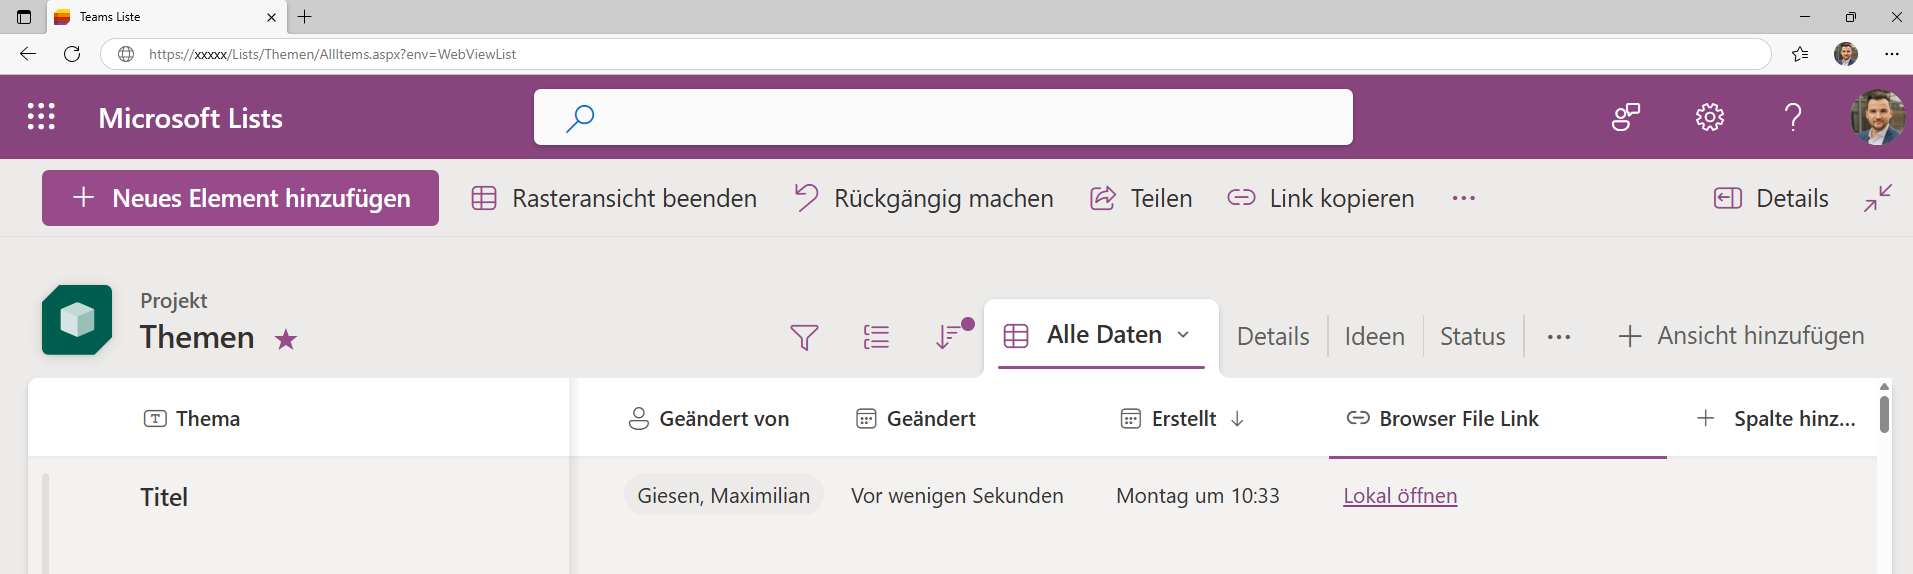 Teams Liste
https://xxxxx/Lists/Themen/AllItems.aspx?env=WebViewList
Microsoft Lists
Neues Element hinzufügen Rasteransicht beenden Rückgängig machen Teilen Link kopieren ... Details
Projekt
Themen
Alle Daten Details Ideen Status ... Ansicht hinzufügen
Thema Geändert von Geändert Erstellt Browser File Link Spalte hinz...
Titel Giesen, Maximilian Vor wenigen Sekunden Montag um 10:33 Lokal öffnen